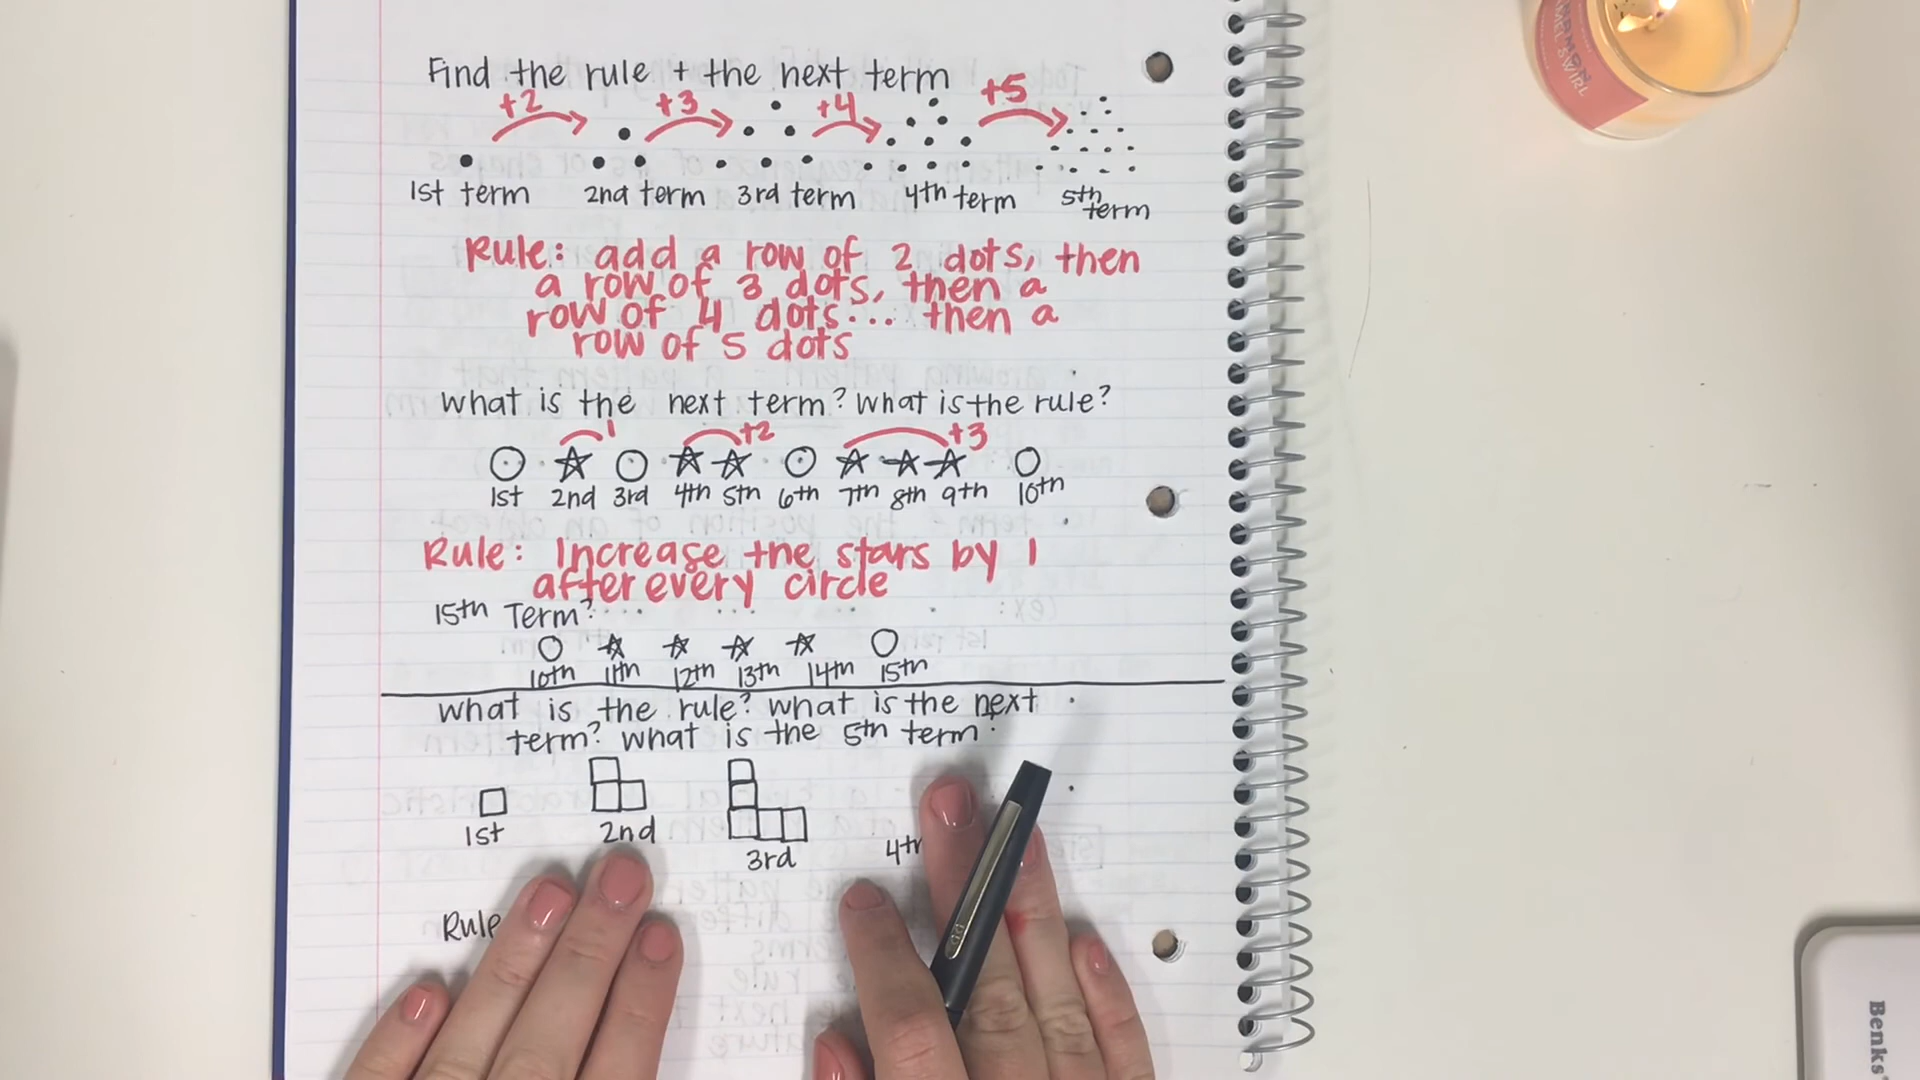 Find the rule + the next term
+2 +3 +4 +5
1st term 2nd term 3rd term 4th term 5th term
Rule: add a row of 2 dots, then
a row of 3 dots, then a
row of 4 dots... then a
row of 5 dots
what is the next term? what is the rule?
1 +2 +3
1st 2nd 3rd 4th 5th 6th 7th 8th 9th 10th
Rule: Increase the stars by 1
after every circle
15th Term?
10th 11th 12th 13th 14th 15th
what is the rule? what is the next
term? what is the 5th term?
1st 2nd 3rd 4th
Rule
Benks